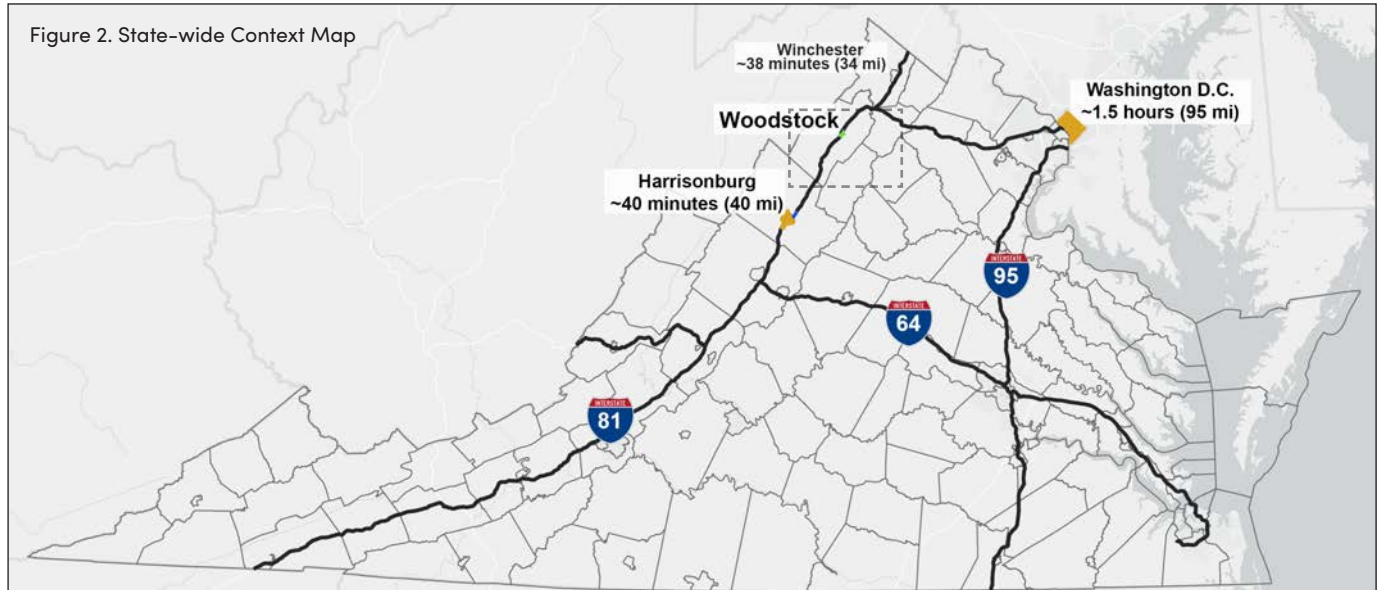 Figure 2. State-wide Context Map
Winchester
~38 minutes (34 mi)
Washington D.C.
~1.5 hours (95 mi)
Woodstock
Harrisonburg
~40 minutes (40 mi)
INTERSTATE
95
INTERSTATE
64
INTERSTATE
81